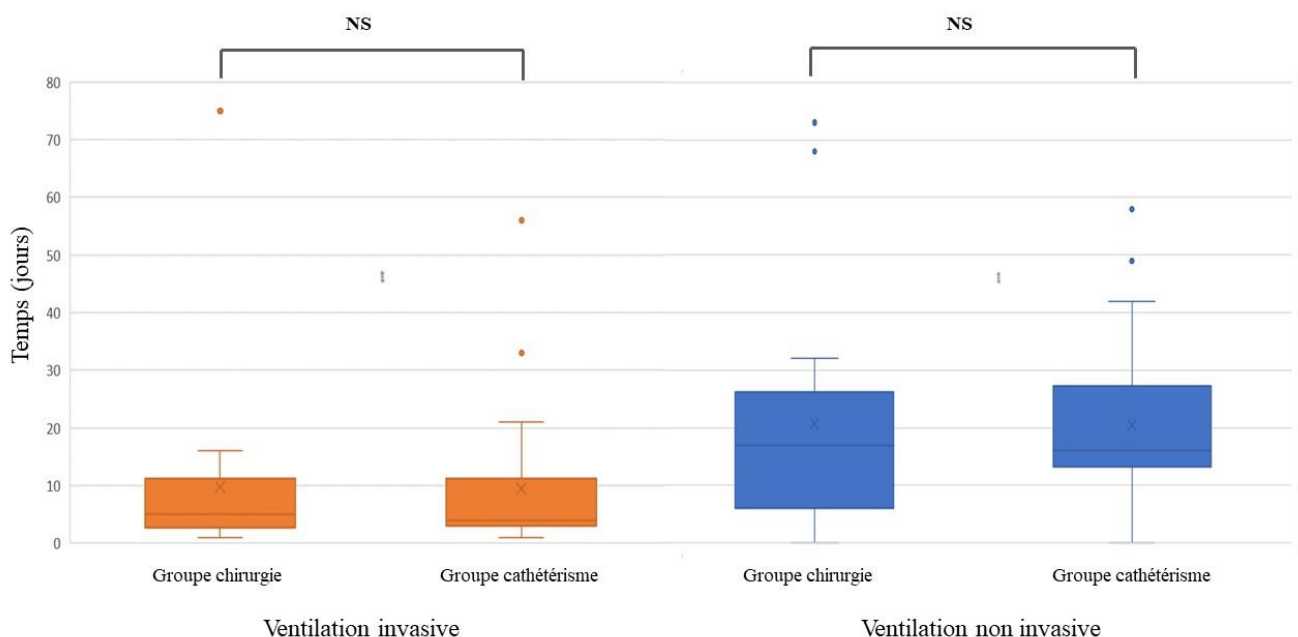 NS
NS
80
70
60
50
40
30
20
10
0
Temps (jours)
Groupe chirurgie
Groupe cathétérisme
Groupe chirurgie
Groupe cathétérisme
Ventilation invasive
Ventilation non invasive